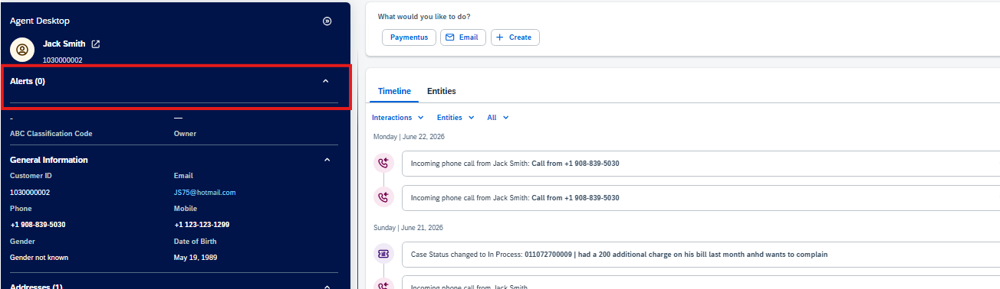 Agent Desktop
Jack Smith
1030000002
Alerts (0)
-
—
ABC Classification Code
Owner
General Information
Customer ID
Email
1030000002
JS75@hotmail.com
Phone
Mobile
+1 908-839-5030
+1 123-123-1299
Gender
Date of Birth
Gender not known
May 19, 1989
Addresses (1)
What would you like to do?
Paymentus
Email
Create
Timeline
Entities
Interactions
Entities
All
Monday | June 22, 2026
Incoming phone call from Jack Smith: Call from +1 908-839-5030
Incoming phone call from Jack Smith: Call from +1 908-839-5030
Sunday | June 21, 2026
Case Status changed to In Process: 011072700009 | had a 200 additional charge on his bill last month anhd wants to complain
Incoming phone call from Jack Smith